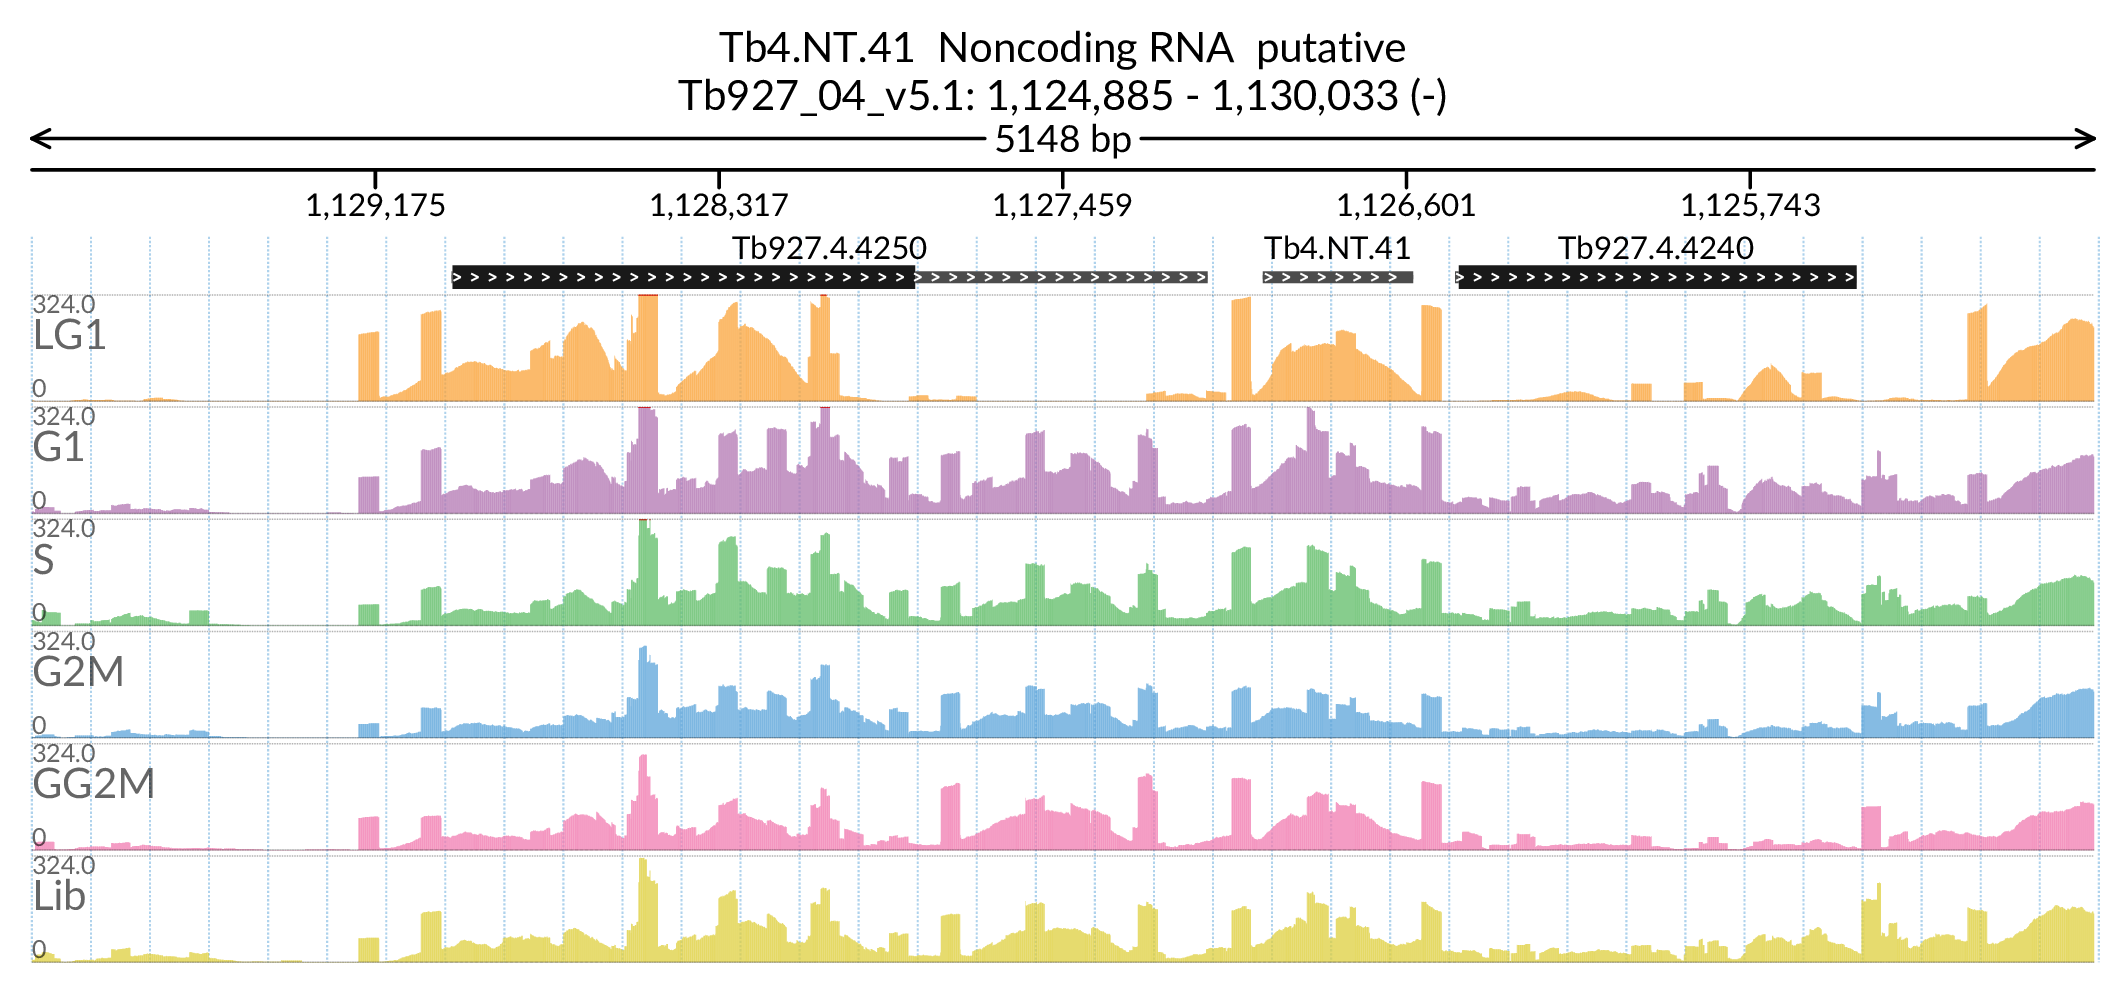 Tb4.NT.41 Noncoding RNA putative
Tb927_04_v5.1: 1,124,885 - 1,130,033 (-)
5148 bp
1,129,175 1,128,317 1,127,459 1,126,601 1,125,743
Tb927.4.4250 Tb4.NT.41 Tb927.4.4240
324.0
LG1
0
324.0
G1
0
324.0
S
0
324.0
G2M
0
324.0
GG2M
0
324.0
Lib
0